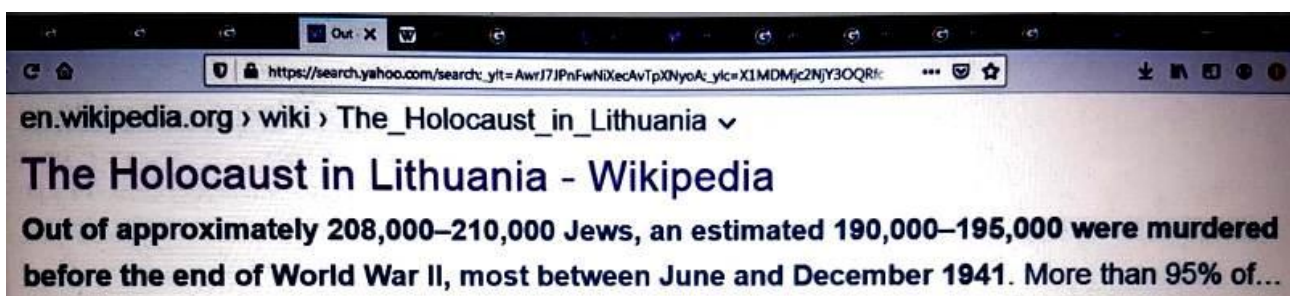 Out
https://search.yahoo.com/search;_ylt=AwrJ7JPnFwNiXecAvTpXNyoA;_ylc=X1MDMjc2NjY3OQRfc
en.wikipedia.org › wiki › The_Holocaust_in_Lithuania
The Holocaust in Lithuania - Wikipedia
Out of approximately 208,000–210,000 Jews, an estimated 190,000–195,000 were murdered
before the end of World War II, most between June and December 1941. More than 95% of...